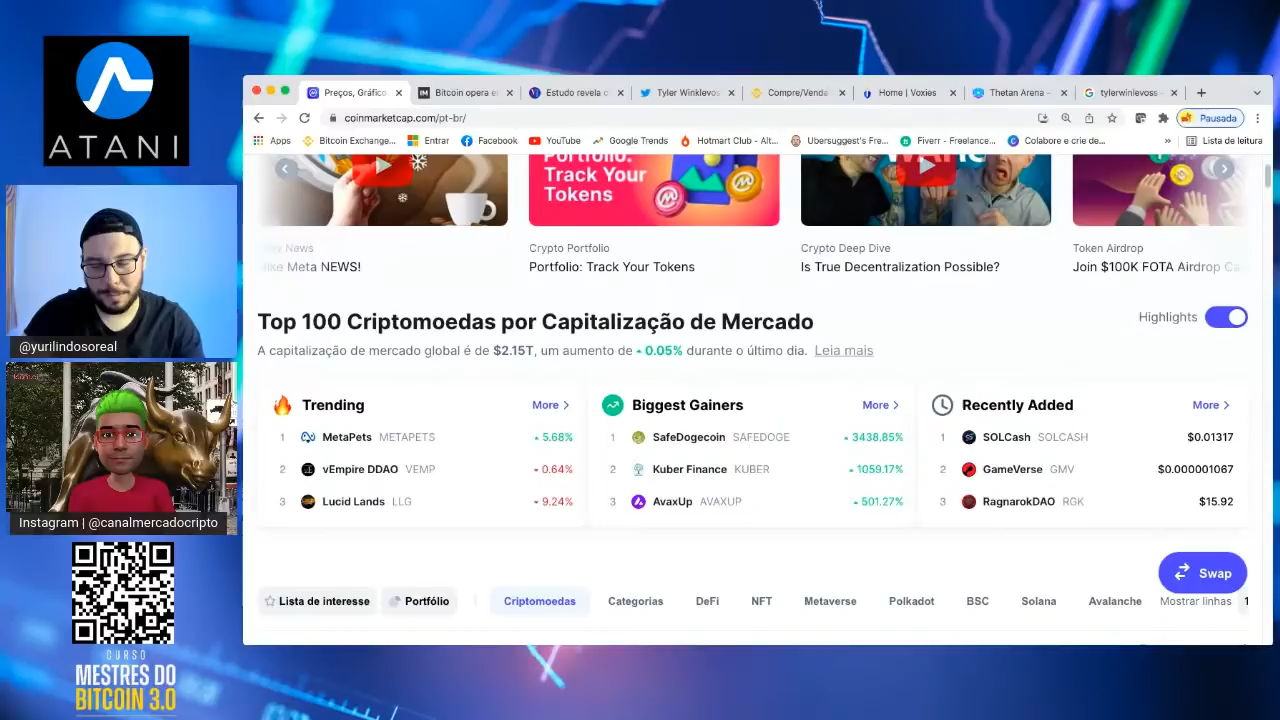 ATANI
@yurilindosoreal
Instagram | @canalmercadocripto
CURSO
MESTRES DO
BITCOIN 3.0
Preços, Gráfico
Bitcoin opera e
Estudo revela c
Tyler Winklevos
Compre/Venda
Home | Voxies
Thetan Arena -
tylerwinlevoss
coinmarketcap.com/pt-br/
Pausada
Apps
Bitcoin Exchange...
Entrar
Facebook
YouTube
Google Trends
Hotmart Club - Alt...
Ubersuggest's Fre...
Fiverr - Freelance...
Colabore e crie de...
»
Lista de leitura
Portfolio:
Track Your
Tokens
News
ike Meta NEWS!
Crypto Portfolio
Portfolio: Track Your Tokens
Crypto Deep Dive
Is True Decentralization Possible?
Token Airdrop
Join $100K FOTA Airdrop Ca
Top 100 Criptomoedas por Capitalização de Mercado
Highlights
A capitalização de mercado global é de $2.15T, um aumento de 0.05% durante o último dia. Leia mais
Trending
More
1 MetaPets METAPETS 5.68%
2 vEmpire DDAO VEMP 0.64%
3 Lucid Lands LLG 9.24%
Biggest Gainers
More
1 SafeDogecoin SAFEDOGE 3438.85%
2 Kuber Finance KUBER 1059.17%
3 AvaxUp AVAXUP 501.27%
Recently Added
More
1 SOLCash SOLCASH $0.01317
2 GameVerse GMV $0.000001067
3 RagnarokDAO RGK $15.92
Swap
Lista de interesse
Portfólio
Criptomoedas
Categorias
DeFi
NFT
Metaverse
Polkadot
BSC
Solana
Avalanche
Mostrar linhas
1